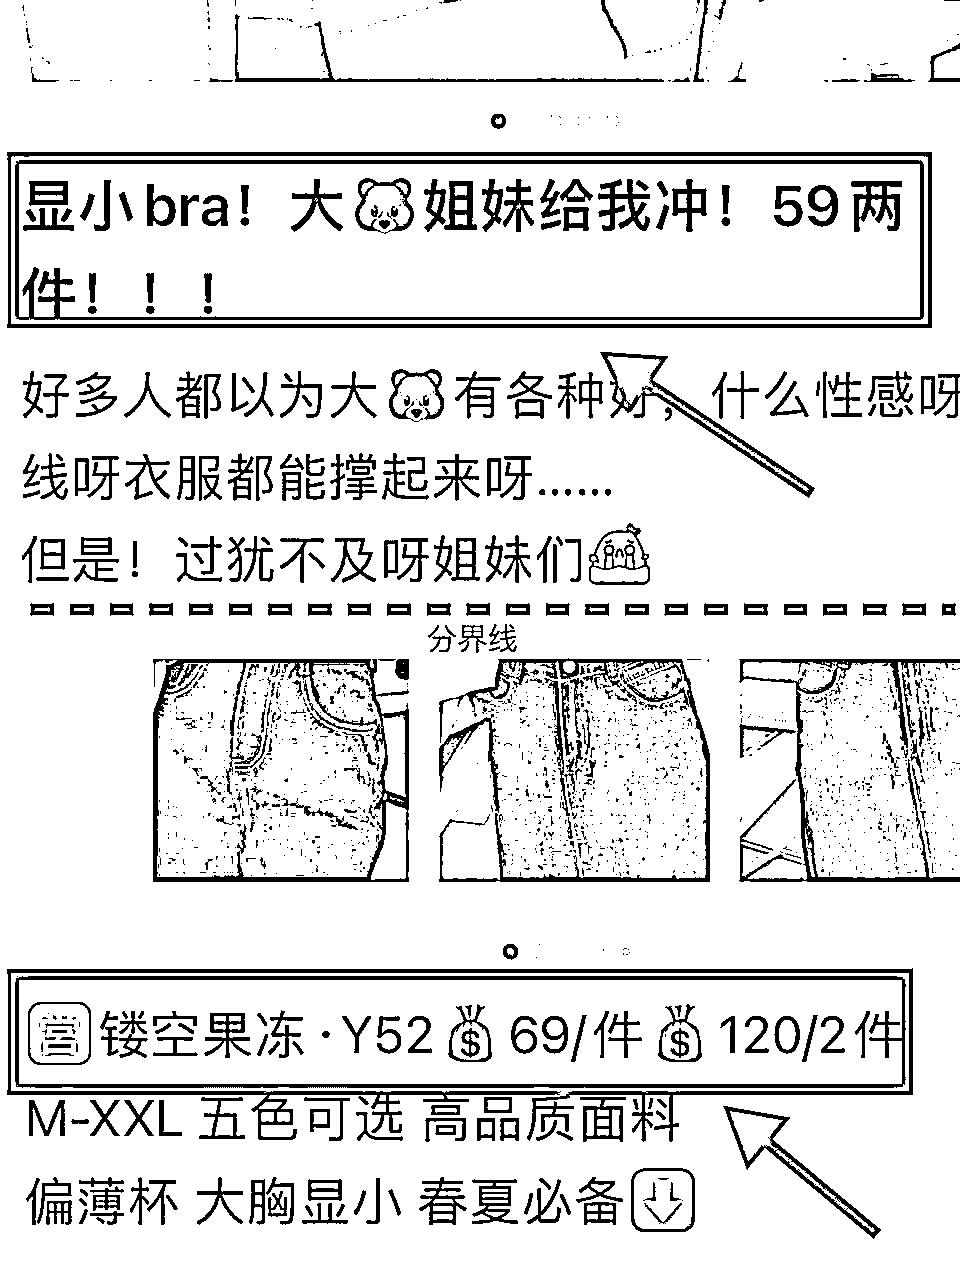 显小bra！大🐻姐妹给我冲！59两
件！！！
好多人都以为大🐻有各种好，什么性感呀
线呀衣服都能撑起来呀……
但是！过犹不及呀姐妹们😭
分界线
镂空果冻·Y52💰69/件💰120/2件
M-XXL 五色可选 高品质面料
偏薄杯 大胸显小 春夏必备⬇️